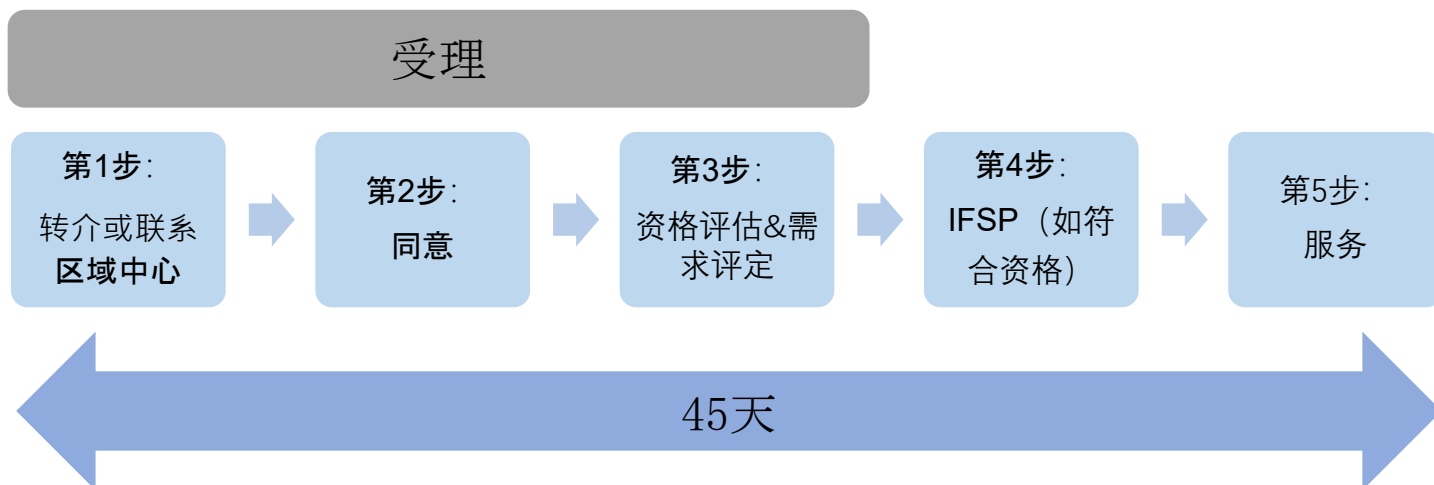 受理
第1步：
转介或联系
区域中心
第2步：
同意
第3步：
资格评估&需
求评定
第4步：
IFSP（如符
合资格）
第5步：
服务
45天